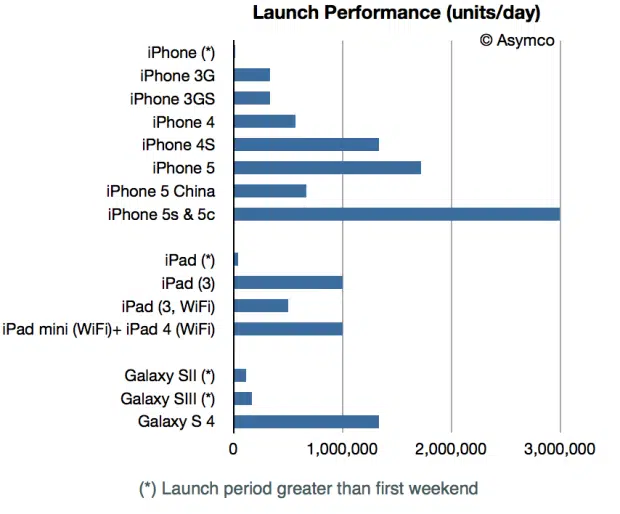 Launch Performance (units/day)
© Asymco
iPhone (*)
iPhone 3G
iPhone 3GS
iPhone 4
iPhone 4S
iPhone 5
iPhone 5 China
iPhone 5s & 5c
iPad (*)
iPad (3)
iPad (3, WiFi)
iPad mini (WiFi)+ iPad 4 (WiFi)
Galaxy SII (*)
Galaxy SIII (*)
Galaxy S 4
0 1,000,000 2,000,000 3,000,000
(*) Launch period greater than first weekend